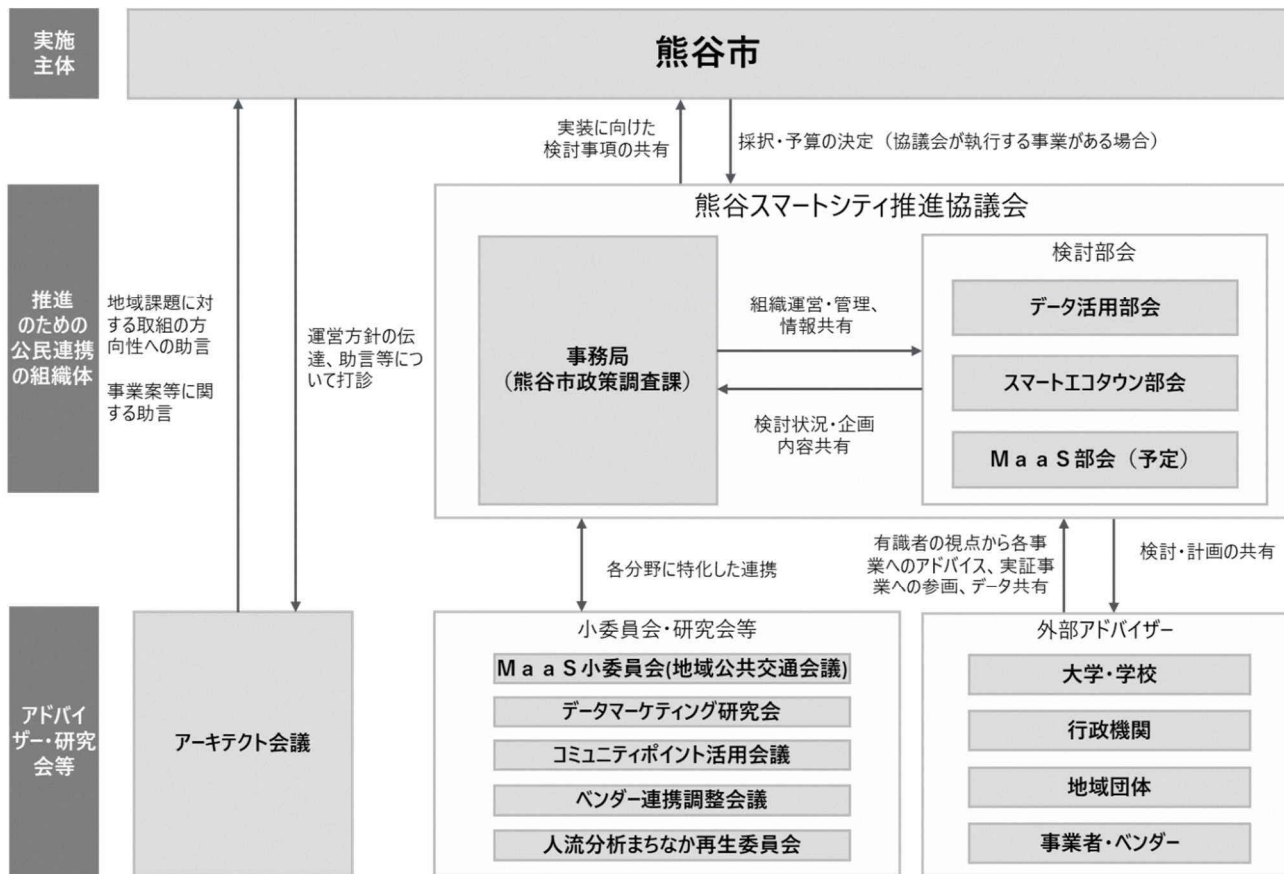 実施
主体
熊谷市
実装に向けた
検討事項の共有
採択・予算の決定（協議会が執行する事業がある場合）
推進
のための
公民連携
の組織体
地域課題に対
する取組の方
向性への助言
事業案等に関
する助言
運営方針の伝
達、助言等につ
いて打診
熊谷スマートシティ推進協議会
事務局
（熊谷市政策調査課）
組織運営・管理、
情報共有
検討状況・企画
内容共有
検討部会
データ活用部会
スマートエコタウン部会
ＭａａＳ部会（予定）
各分野に特化した連携
有識者の視点から各事
業へのアドバイス、実証事
業への参画、データ共有
検討・計画の共有
アドバイ
ザー・研究
会等
アーキテクト会議
小委員会・研究会等
ＭａａＳ小委員会(地域公共交通会議)
データマーケティング研究会
コミュニティポイント活用会議
ベンダー連携調整会議
人流分析まちなか再生委員会
外部アドバイザー
大学・学校
行政機関
地域団体
事業者・ベンダー